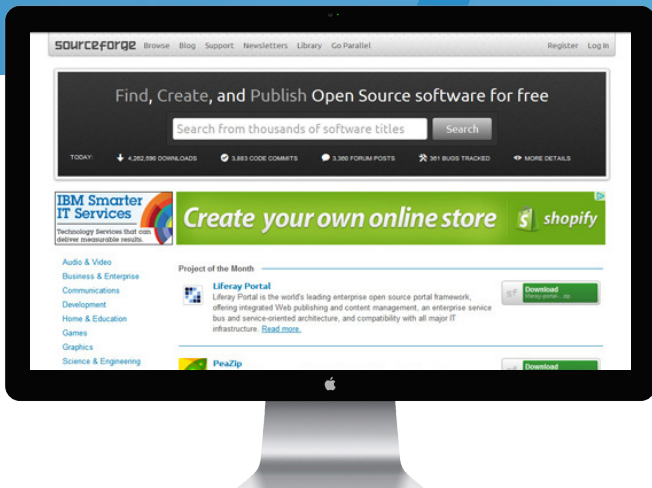 sourceforge Browse Blog Support Newsletters Library Go Parallel Register Log In
Find, Create, and Publish Open Source software for free
Search from thousands of software titles Search
TODAY: 4,262,596 DOWNLOADS 3,883 CODE COMMITS 3,360 FORUM POSTS 361 BUGS TRACKED MORE DETAILS
IBM Smarter
IT Services
Technology Services that can
deliver measurable results.
Create your own online store shopify
Audio & Video
Business & Enterprise
Communications
Development
Home & Education
Games
Graphics
Science & Engineering
Project of the Month
Liferay Portal
Liferay Portal is the world's leading enterprise open source portal framework,
offering integrated Web publishing and content management, an enterprise service
bus and service-oriented architecture, and compatibility with all major IT
infrastructure. Read more.
SF Download
liferay-portal-...zip
PeaZip
Download